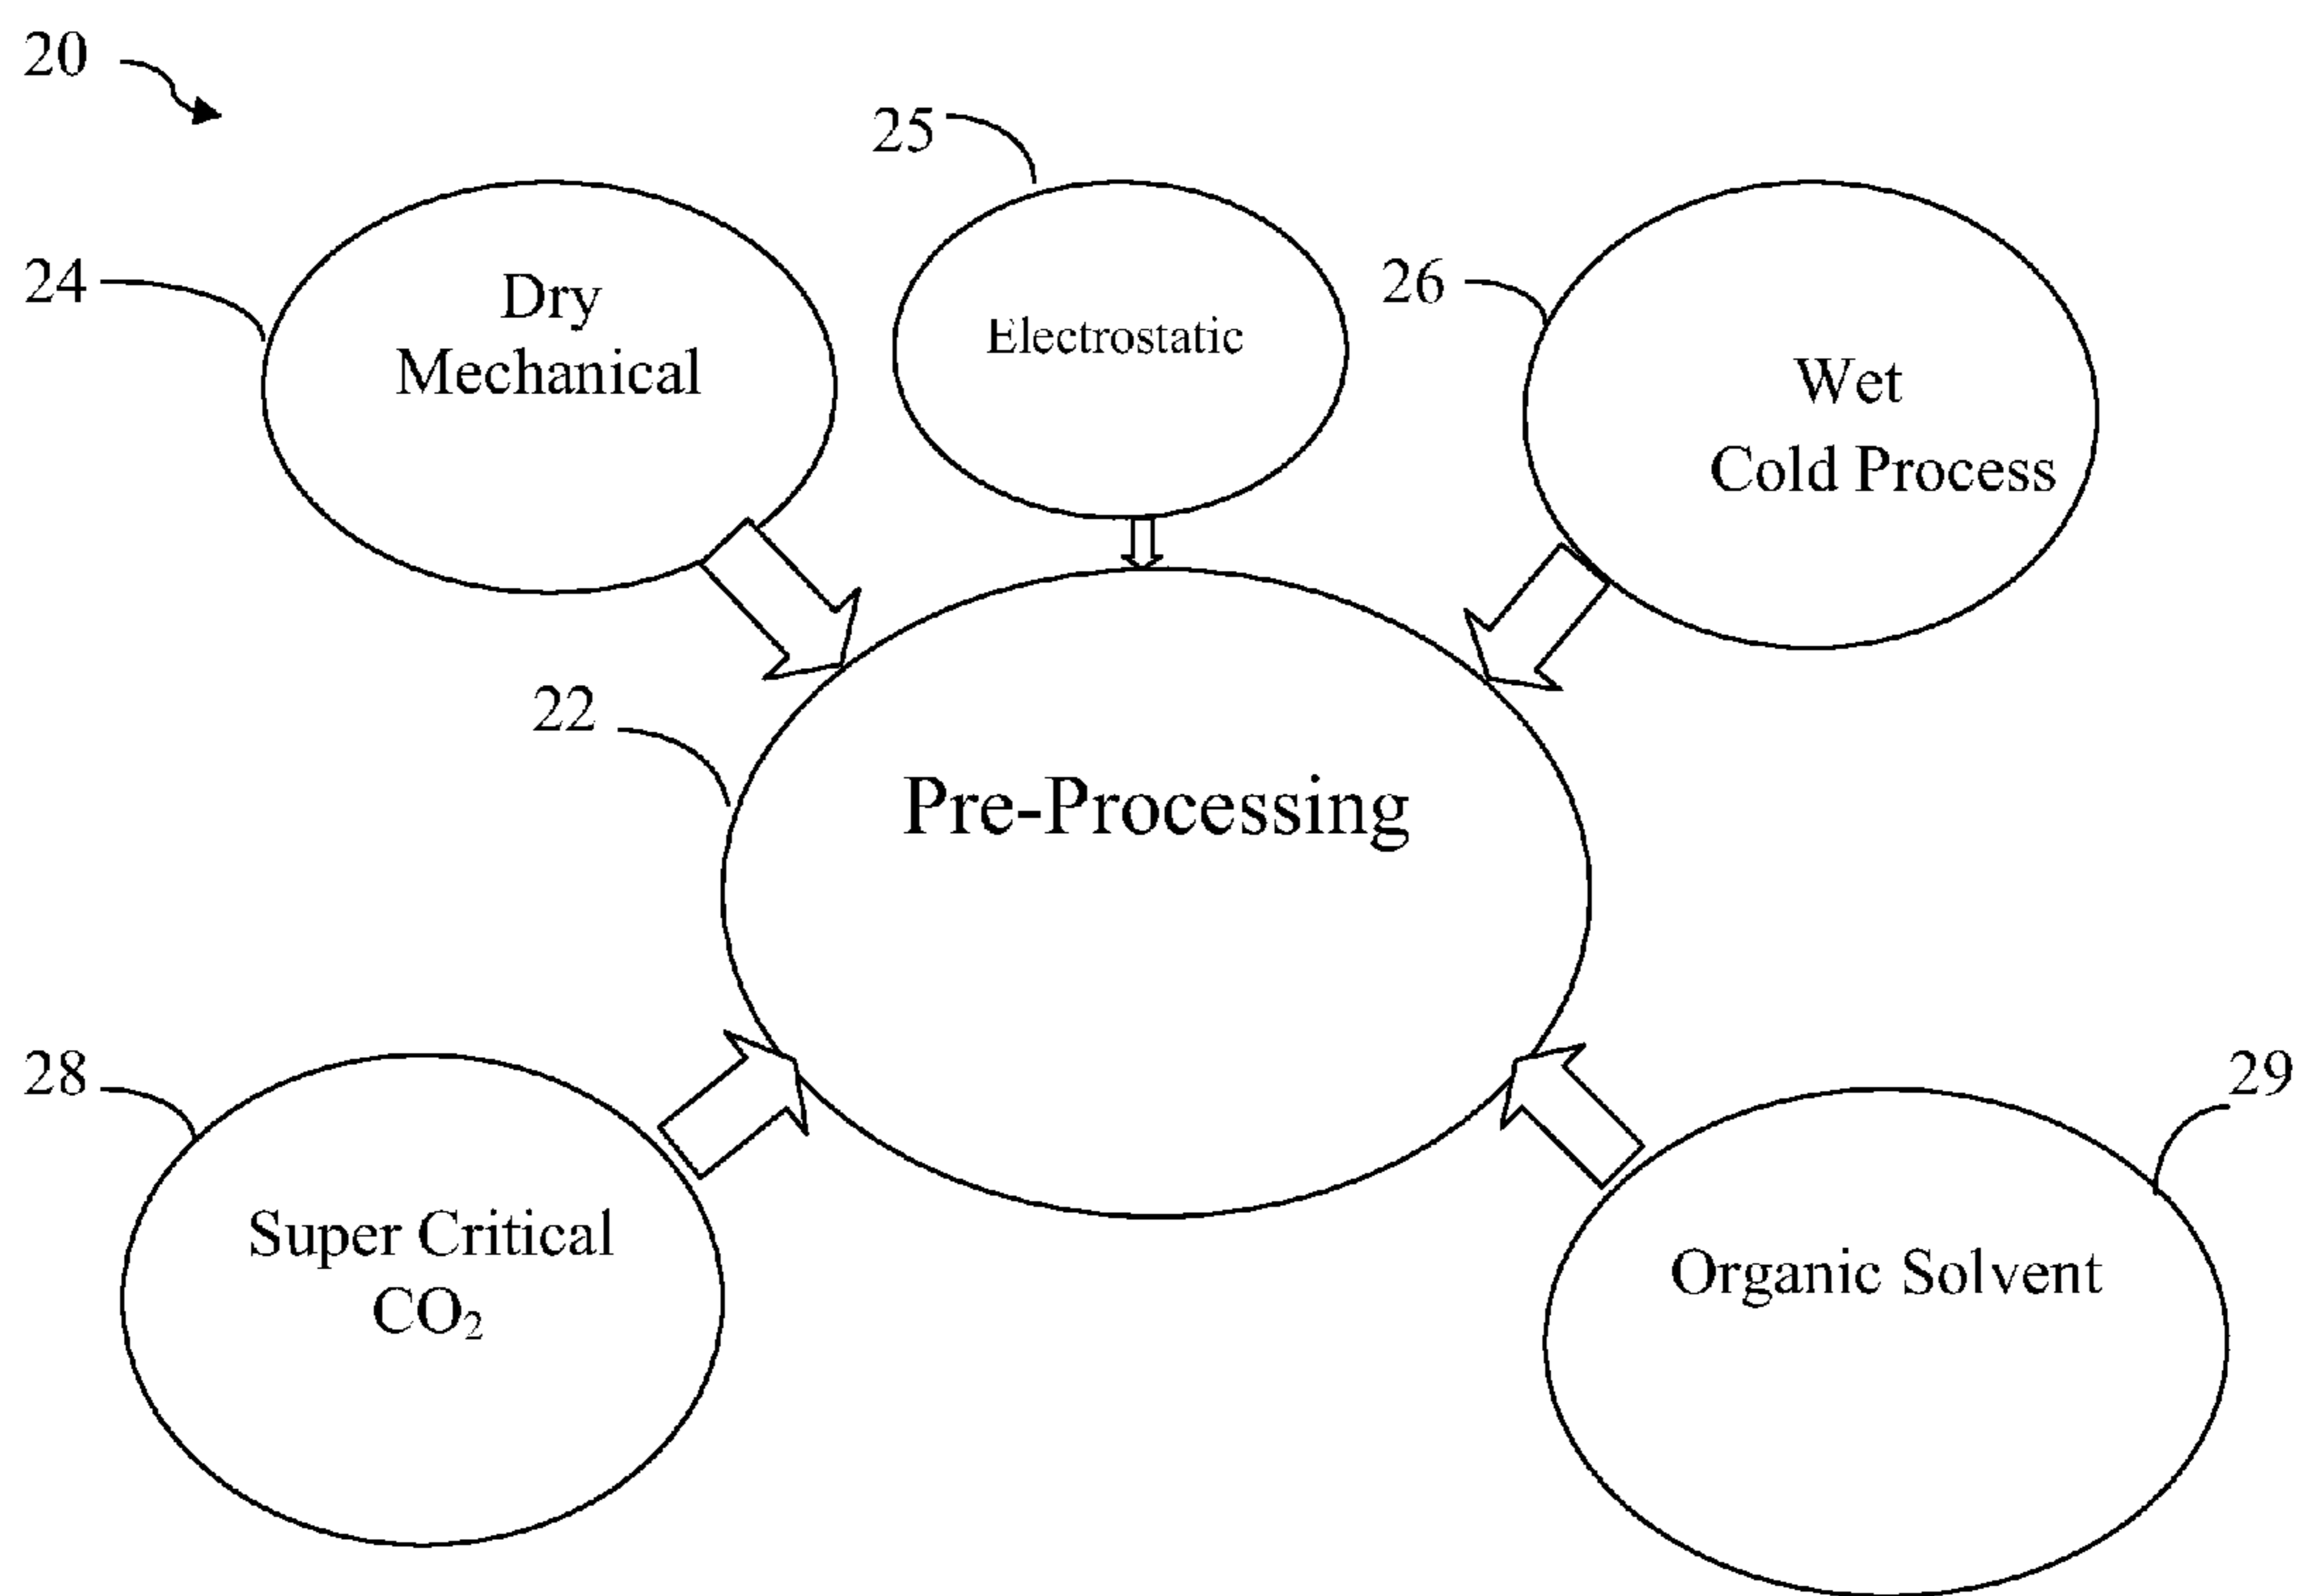 20
25
24
Dry
Mechanical
Electrostatic
26
Wet
Cold Process
22
Pre-Processing
28
Super Critical
CO₂
29
Organic Solvent